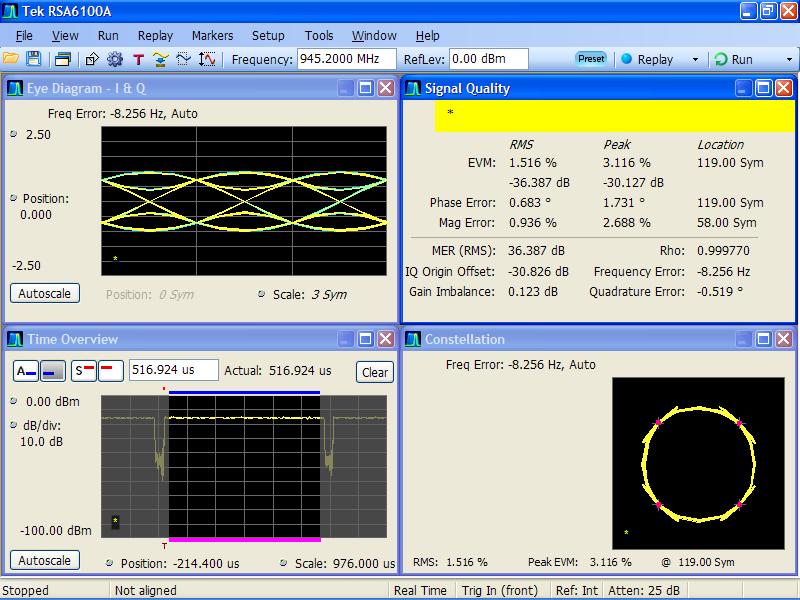 Tek RSA6100A
File View Run Replay Markers Setup Tools Window Help
T Frequency: 945.2000 MHz RefLev: 0.00 dBm Preset Replay Run
Eye Diagram - I & Q
Freq Error: -8.256 Hz, Auto
2.50
Position:
0.000
-2.50
*
Autoscale Position: 0 Sym Scale: 3 Sym
Signal Quality
*
RMS Peak Location
EVM: 1.516 % 3.116 % 119.00 Sym
-36.387 dB -30.127 dB
Phase Error: 0.683 ° 1.731 ° 119.00 Sym
Mag Error: 0.936 % 2.688 % 58.00 Sym
MER (RMS): 36.387 dB Rho: 0.999770
IQ Origin Offset: -30.826 dB Frequency Error: -8.256 Hz
Gain Imbalance: 0.123 dB Quadrature Error: -0.519 °
Time Overview
A S 516.924 us Actual: 516.924 us Clear
0.00 dBm
dB/div:
10.0 dB
*
-100.00 dBm
T
Autoscale Position: -214.400 us Scale: 976.000 us
Constellation
Freq Error: -8.256 Hz, Auto
*
RMS: 1.516 % Peak EVM: 3.116 % @ 119.00 Sym
Stopped Not aligned Real Time Trig In (front) Ref: Int Atten: 25 dB